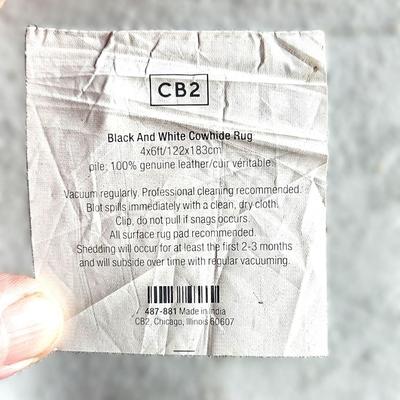 CB2
Black And White Cowhide Rug
4x6ft/122x183cm
pile: 100% genuine leather/cuir véritable.
Vacuum regularly. Professional cleaning recommended.
Blot spills immediately with a clean, dry cloth.
Clip, do not pull if snags occurs.
All surface rug pad recommended.
Shedding will occur for at least the first 2-3 months
and will subside over time with regular vacuuming.
487-881 Made in India
CB2, Chicago, Illinois 60607